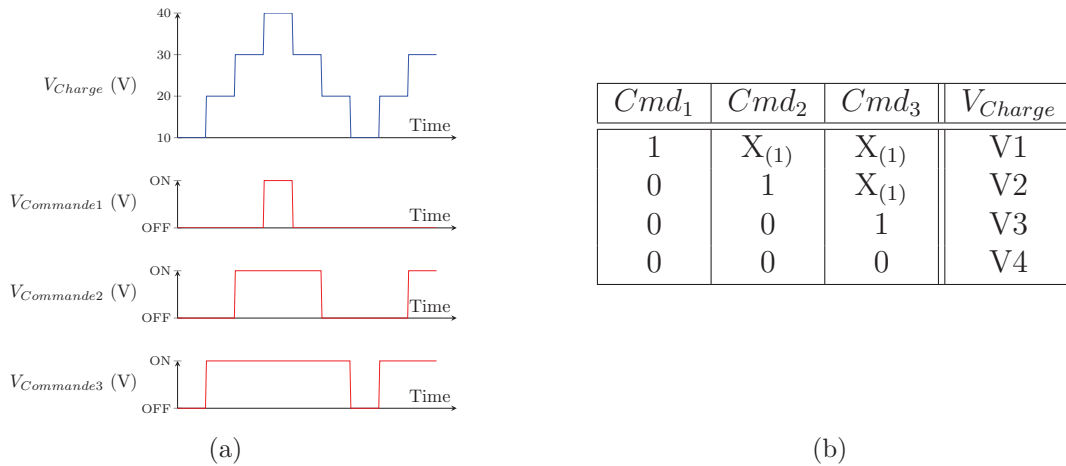 40
30
V_Charge (V)
20
10
Time
ON
V_Commande1 (V)
Time
OFF
ON
V_Commande2 (V)
Time
OFF
ON
V_Commande3 (V)
Time
OFF
(a)
Cmd_1 Cmd_2 Cmd_3 V_Charge
1 X_(1) X_(1) V1
0 1 X_(1) V2
0 0 1 V3
0 0 0 V4
(b)